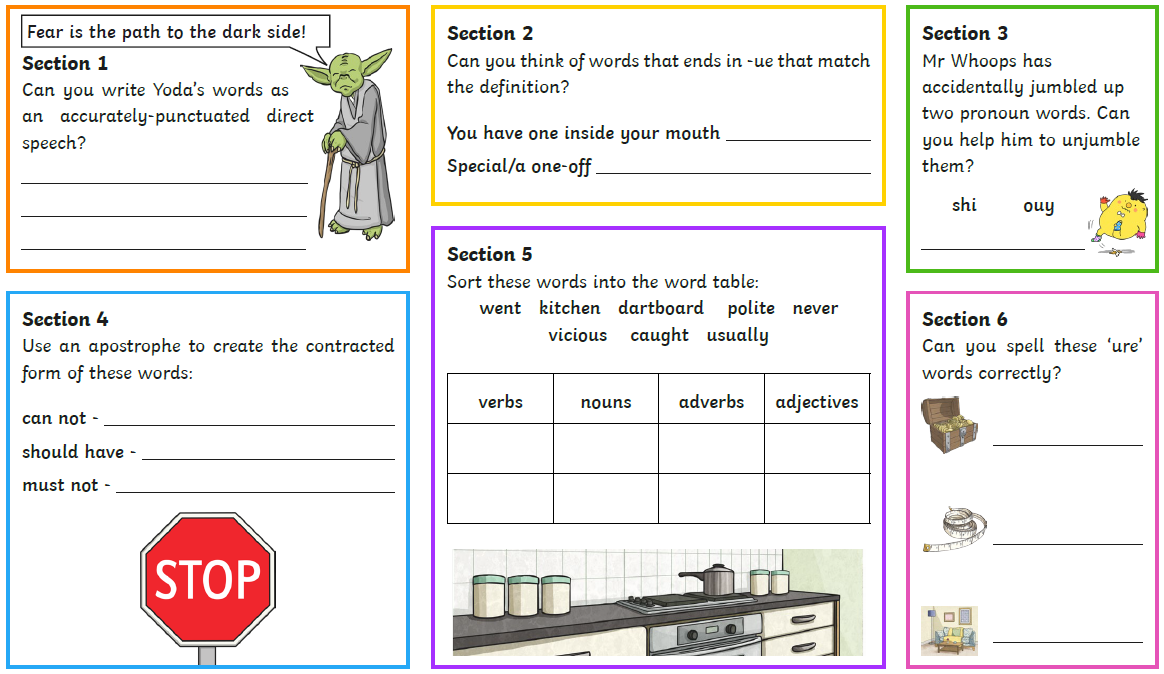 Fear is the path to the dark side!
Section 1
Can you write Yoda's words as
an accurately-punctuated direct
speech?
Section 2
Can you think of words that ends in -ue that match
the definition?
You have one inside your mouth
Special/a one-off
Section 3
Mr Whoops has
accidentally jumbled up
two pronoun words. Can
you help him to unjumble
them?
shi ouy
Section 4
Use an apostrophe to create the contracted
form of these words:
can not -
should have -
must not -
STOP
Section 5
Sort these words into the word table:
went kitchen dartboard polite never
vicious caught usually
verbs nouns adverbs adjectives
Section 6
Can you spell these ‘ure’
words correctly?